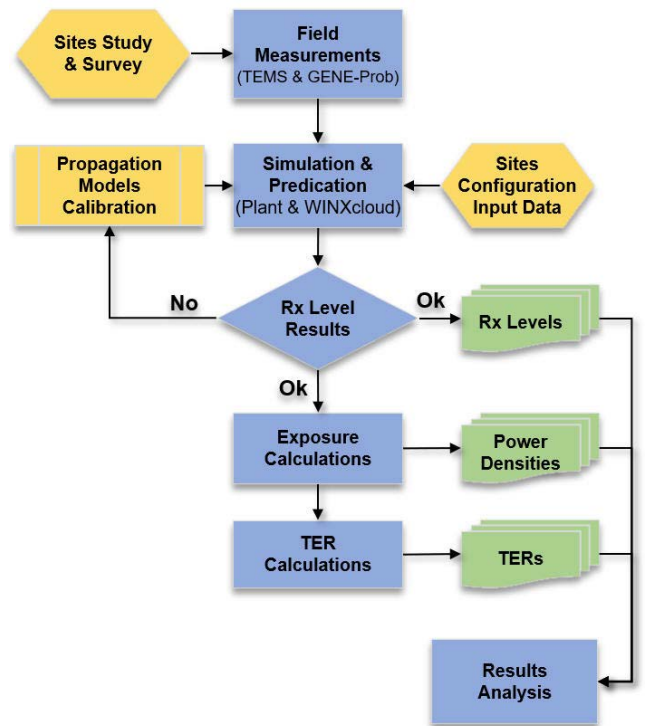 Sites Study
& Survey
Field
Measurements
(TEMS & GENE-Prob)
Propagation
Models
Calibration
Simulation &
Predication
(Plant & WINXcloud)
Sites
Configuration
Input Data
No
Rx Level
Results
Ok
Rx Levels
Ok
Exposure
Calculations
Power
Densities
TER
Calculations
TERs
Results
Analysis